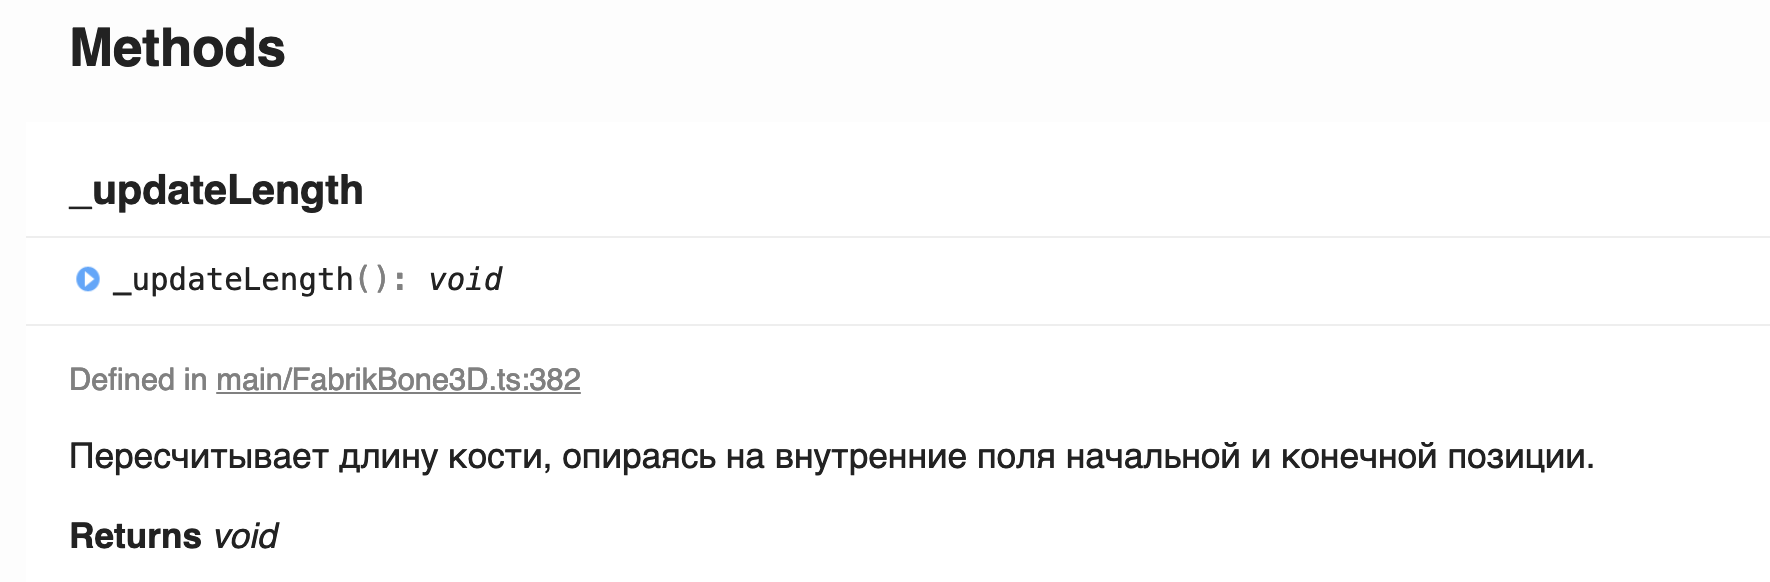 Methods
_updateLength
_updateLength(): void
Defined in main/FabrikBone3D.ts:382
Пересчитывает длину кости, опираясь на внутренние поля начальной и конечной позиции.
Returns void